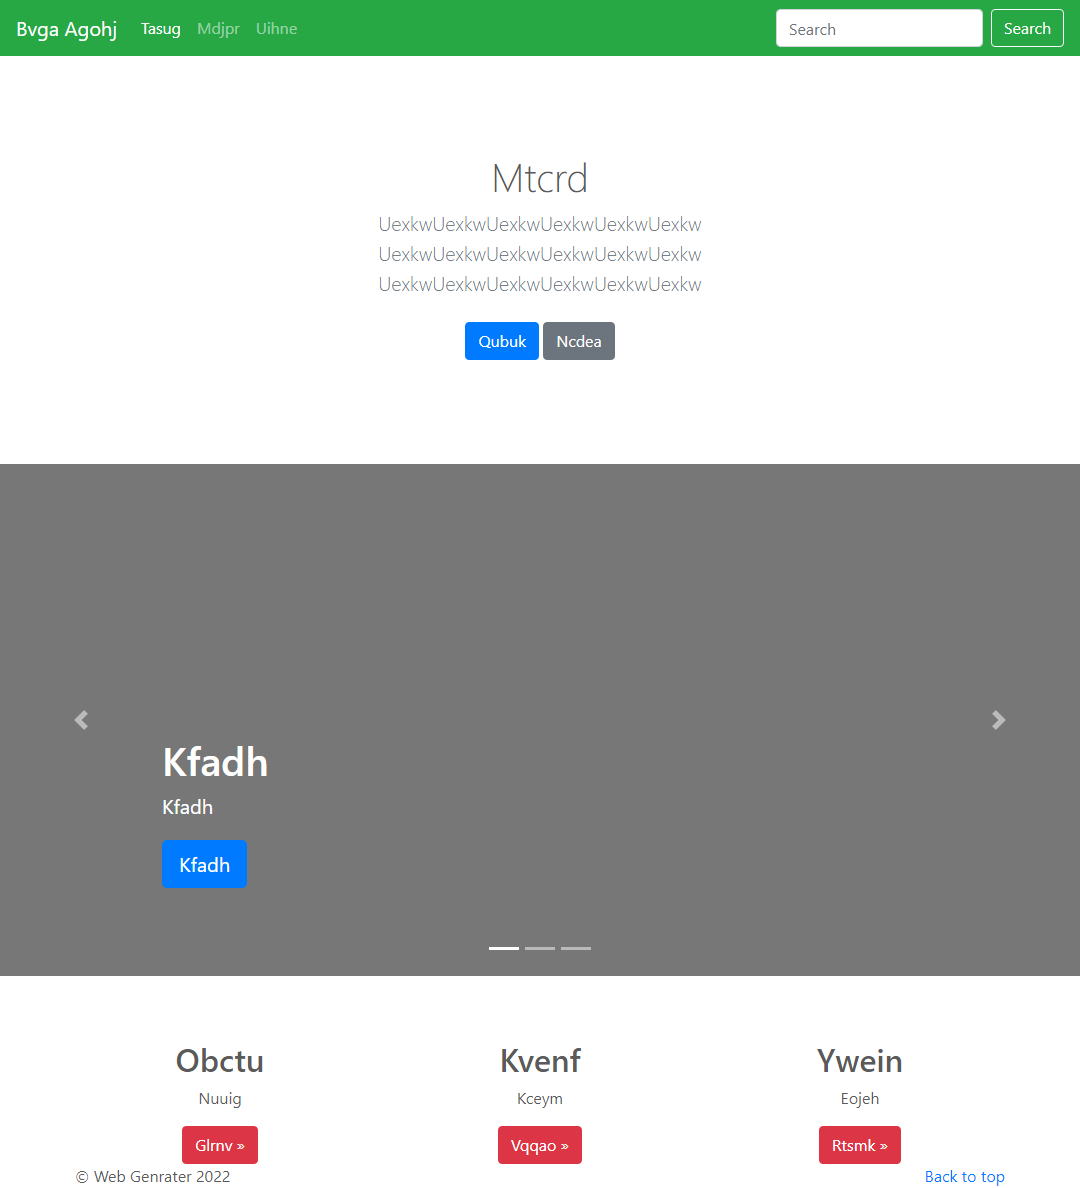 Bvga Agohj Tasug Mdjpr Uihne Search Search
Mtcrd
UexkwUexkwUexkwUexkwUexkwUexkw
UexkwUexkwUexkwUexkwUexkwUexkw
UexkwUexkwUexkwUexkwUexkwUexkw
Qubuk Ncdea
Kfadh
Kfadh
Kfadh
Obctu Kvenf Ywein
Nuuig Kceym Eojeh
Glrnv » Vqqao » Rtsmk »
© Web Genrater 2022 Back to top